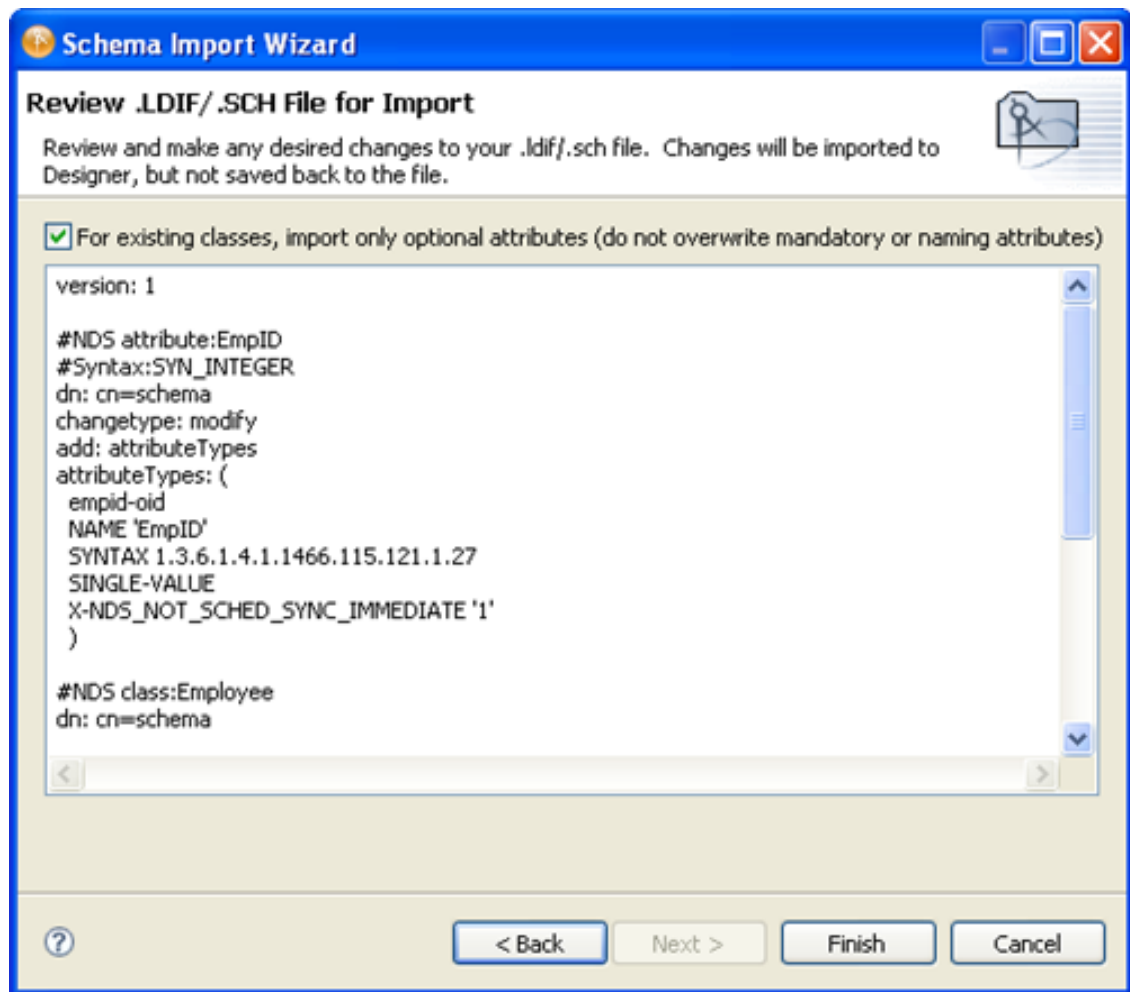 Schema Import Wizard
Review .LDIF/.SCH File for Import
Review and make any desired changes to your .ldif/.sch file.  Changes will be imported to
Designer, but not saved back to the file.
For existing classes, import only optional attributes (do not overwrite mandatory or naming attributes)
version: 1
#NDS attribute:EmpID
#Syntax:SYN_INTEGER
dn: cn=schema
changetype: modify
add: attributeTypes
attributeTypes: (
empid-oid
NAME 'EmpID'
SYNTAX 1.3.6.1.4.1.1466.115.121.1.27
SINGLE-VALUE
X-NDS_NOT_SCHED_SYNC_IMMEDIATE '1'
)
#NDS class:Employee
dn: cn=schema
? < Back Next > Finish Cancel